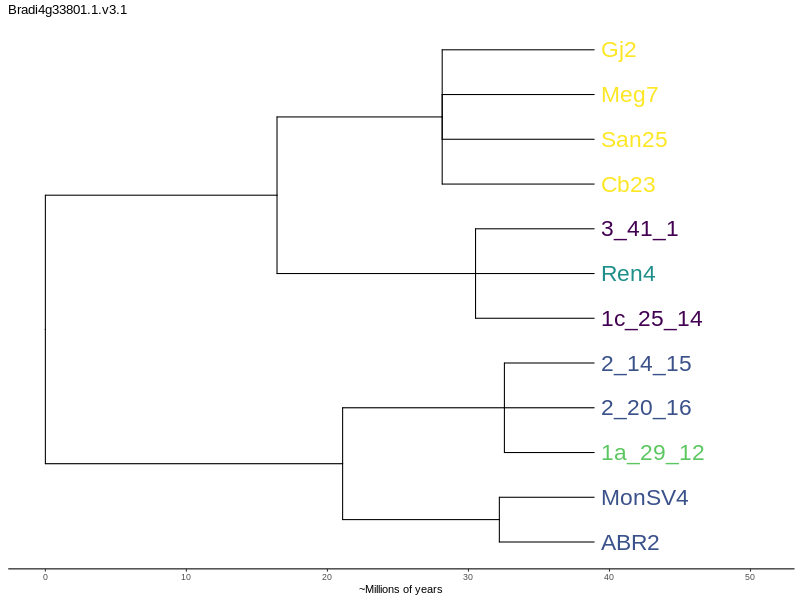 Bradi4g33801.1.v3.1
Gj2
Meg7
San25
Cb23
3_41_1
Ren4
1c_25_14
2_14_15
2_20_16
1a_29_12
MonSV4
ABR2
0 10 20 30 40 50
~Millions of years